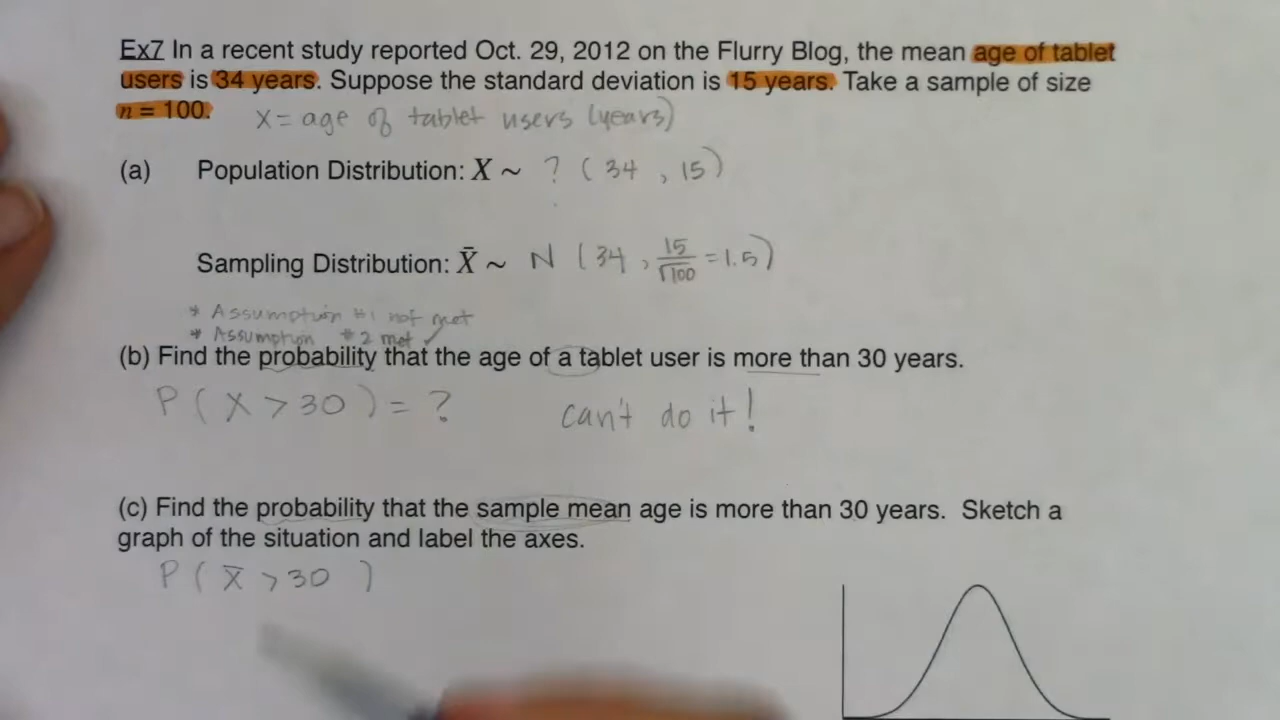 Ex7 In a recent study reported Oct. 29, 2012 on the Flurry Blog, the mean age of tablet
users is 34 years. Suppose the standard deviation is 15 years. Take a sample of size
n = 100. X = age of tablet users (years)
(a) Population Distribution: X ~ ? (34, 15)
Sampling Distribution: X̄ ~ N (34, 15/√100 = 1.5)
* Assumption #1 not met
* Assumption #2 met ✓
(b) Find the probability that the age of a tablet user is more than 30 years.
P(X > 30) = ? can't do it!
(c) Find the probability that the sample mean age is more than 30 years. Sketch a
graph of the situation and label the axes.
P(X̄ > 30)